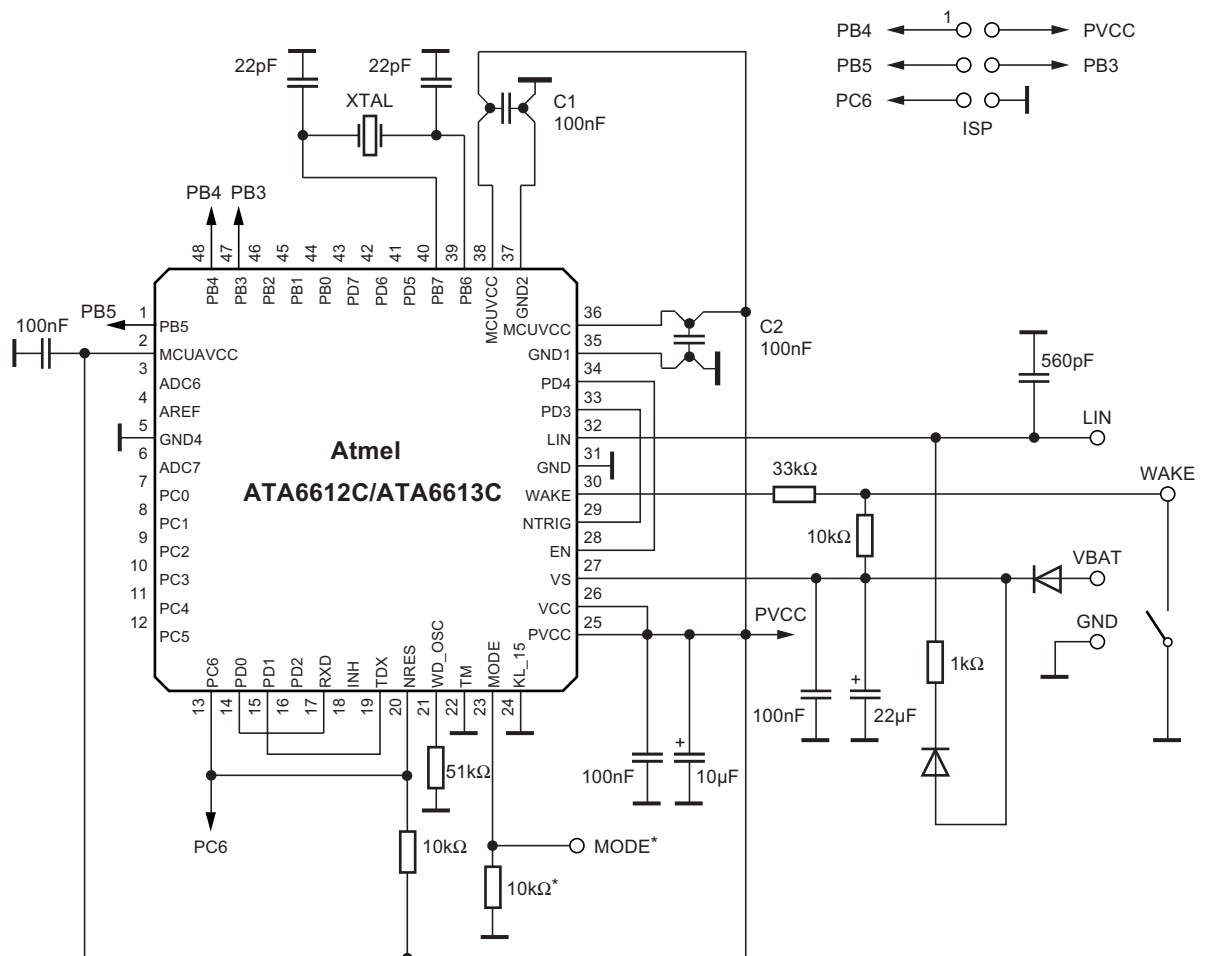 PB4
1
PVCC
PB5
PB3
PC6
ISP
22pF
22pF
XTAL
C1
100nF
PB4 PB3
48
47
46
45
44
43
42
41
40
39
38
37
PB4
PB3
PB2
PB1
PB0
PD7
PD6
PD5
PB7
PB6
MCUVCC
GND2
100nF
PB5
1
PB5
2
MCUAVCC
3
ADC6
4
AREF
5
GND4
6
ADC7
7
PC0
8
PC1
9
PC2
10
PC3
11
PC4
12
PC5
Atmel
ATA6612C/ATA6613C
36
MCUVCC
35
GND1
34
PD4
33
PD3
32
LIN
31
GND
30
WAKE
29
NTRIG
28
EN
27
VS
26
VCC
25
PVCC
C2
100nF
560pF
LIN
33kΩ
WAKE
10kΩ
VBAT
PVCC
GND
1kΩ
100nF
+
22µF
PC6
PD0
PD1
PD2
RXD
INH
TDX
NRES
WD_OSC
TM
MODE
KL_15
13
14
15
16
17
18
19
20
21
22
23
24
51kΩ
100nF
+
10µF
PC6
10kΩ
MODE*
10kΩ*